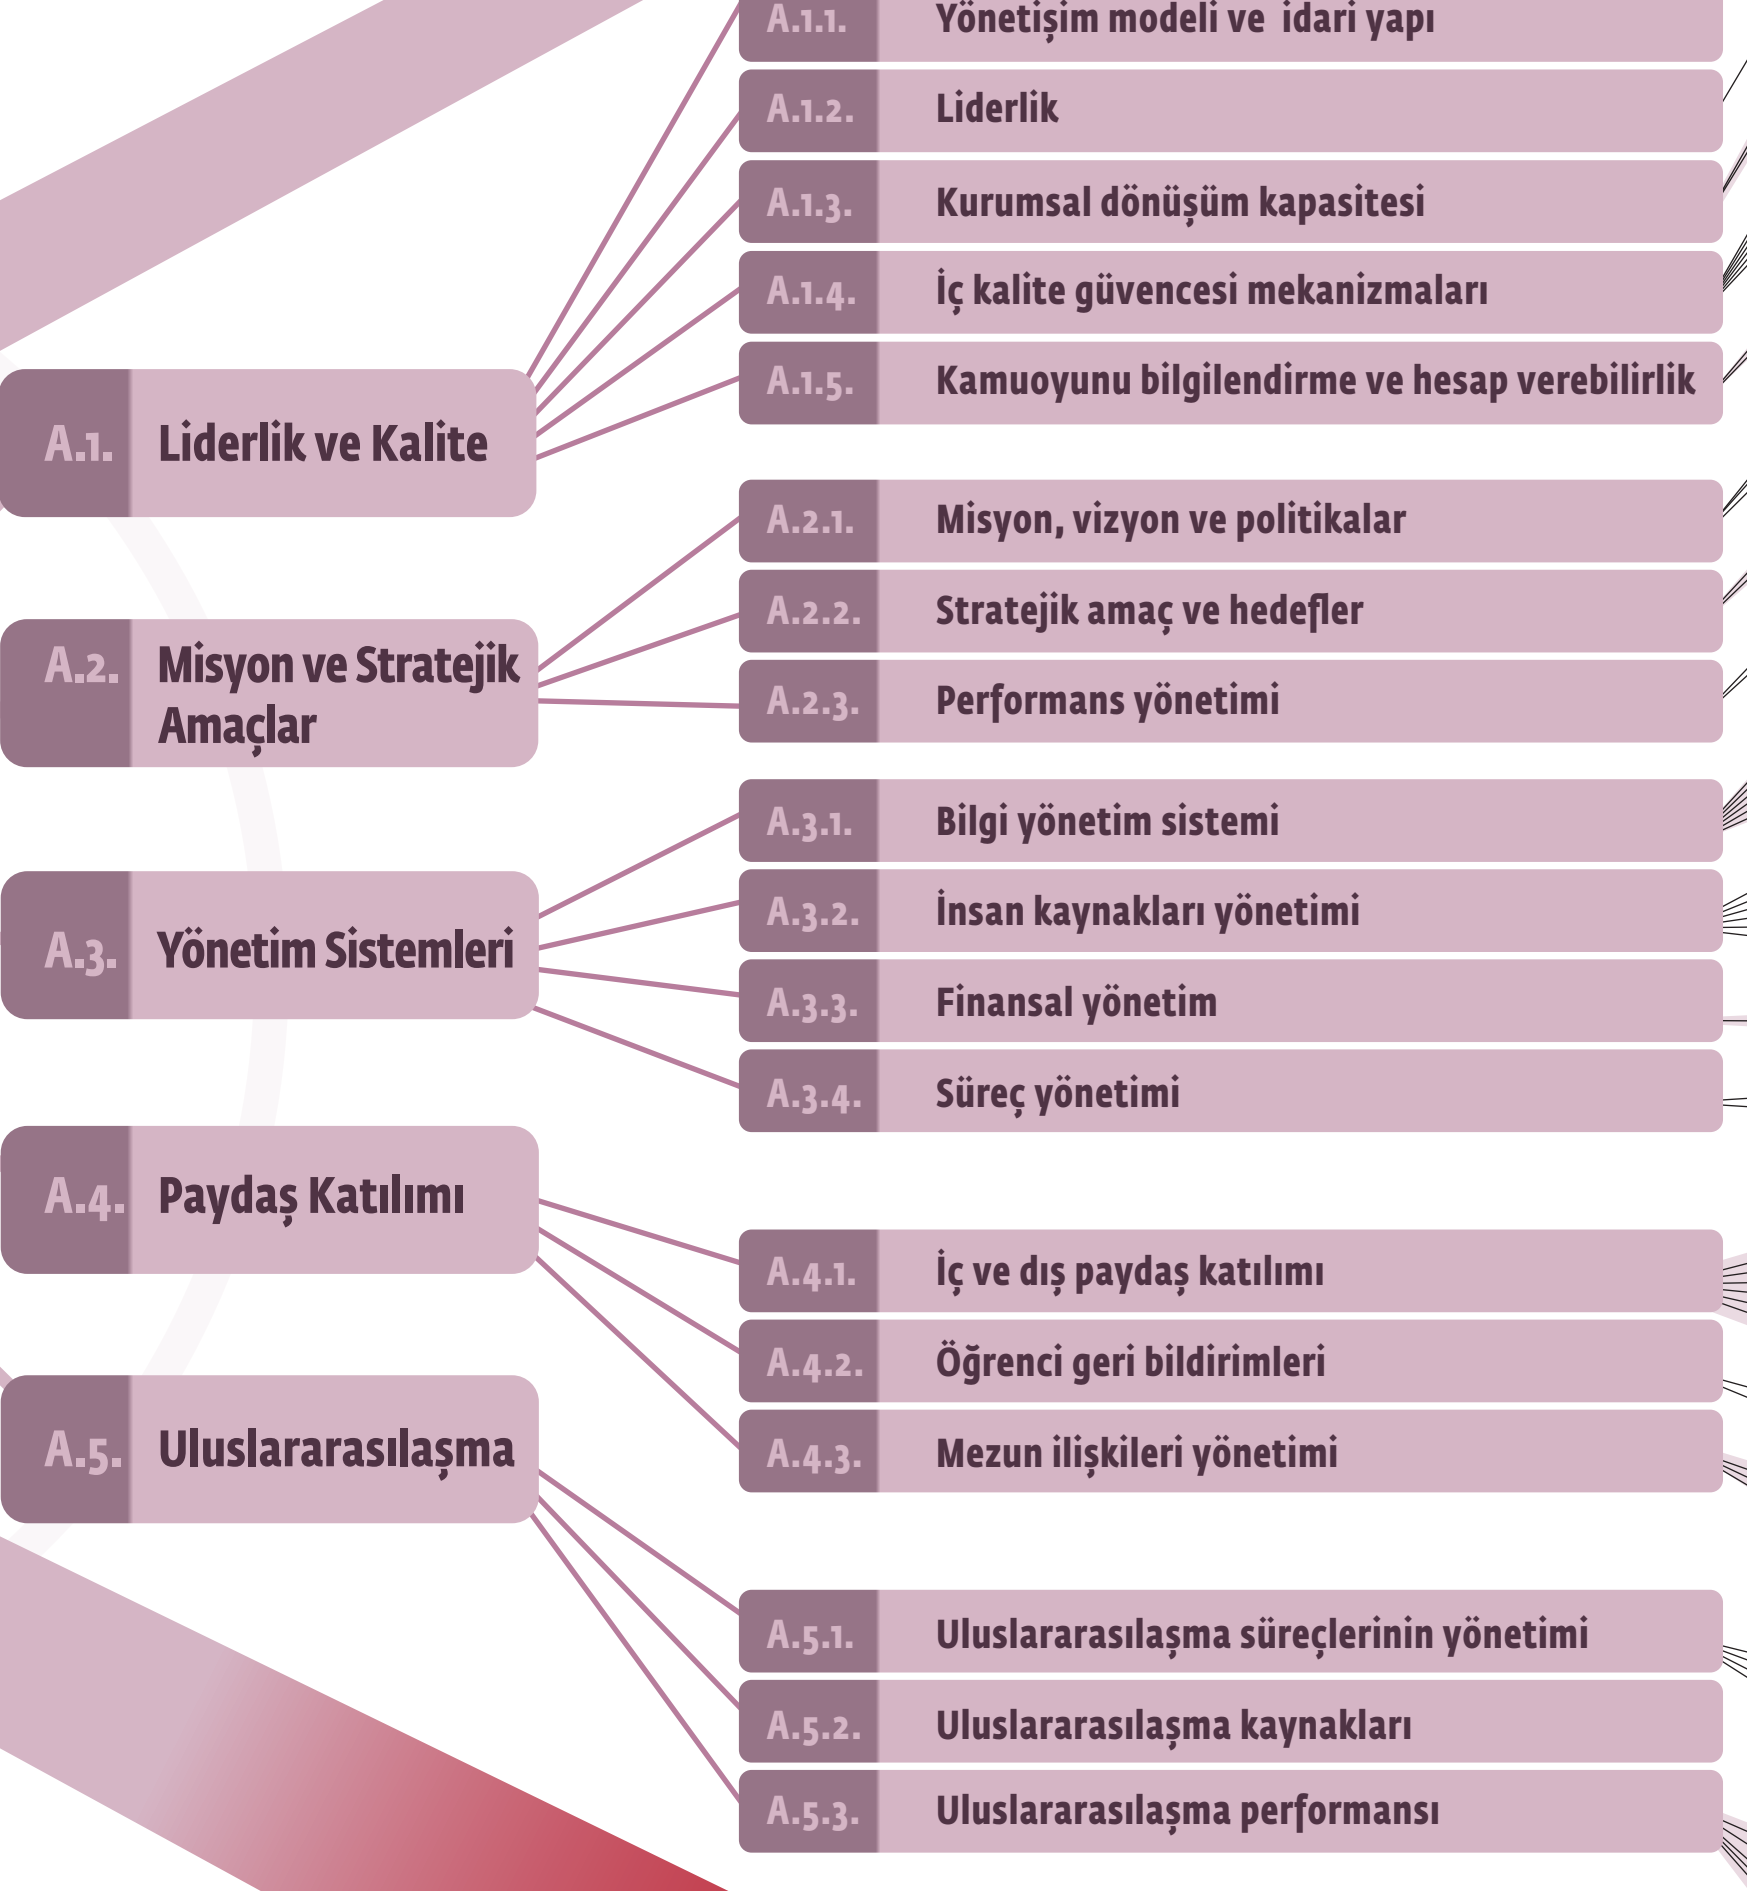 A.1. Liderlik ve Kalite
A.1.1. Yönetişim modeli ve idari yapı
A.1.2. Liderlik
A.1.3. Kurumsal dönüşüm kapasitesi
A.1.4. İç kalite güvencesi mekanizmaları
A.1.5. Kamuoyunu bilgilendirme ve hesap verebilirlik
A.2. Misyon ve Stratejik
Amaçlar
A.2.1. Misyon, vizyon ve politikalar
A.2.2. Stratejik amaç ve hedefler
A.2.3. Performans yönetimi
A.3. Yönetim Sistemleri
A.3.1. Bilgi yönetim sistemi
A.3.2. İnsan kaynakları yönetimi
A.3.3. Finansal yönetim
A.3.4. Süreç yönetimi
A.4. Paydaş Katılımı
A.4.1. İç ve dış paydaş katılımı
A.4.2. Öğrenci geri bildirimleri
A.4.3. Mezun ilişkileri yönetimi
A.5. Uluslararasılaşma
A.5.1. Uluslararasılaşma süreçlerinin yönetimi
A.5.2. Uluslararasılaşma kaynakları
A.5.3. Uluslararasılaşma performansı